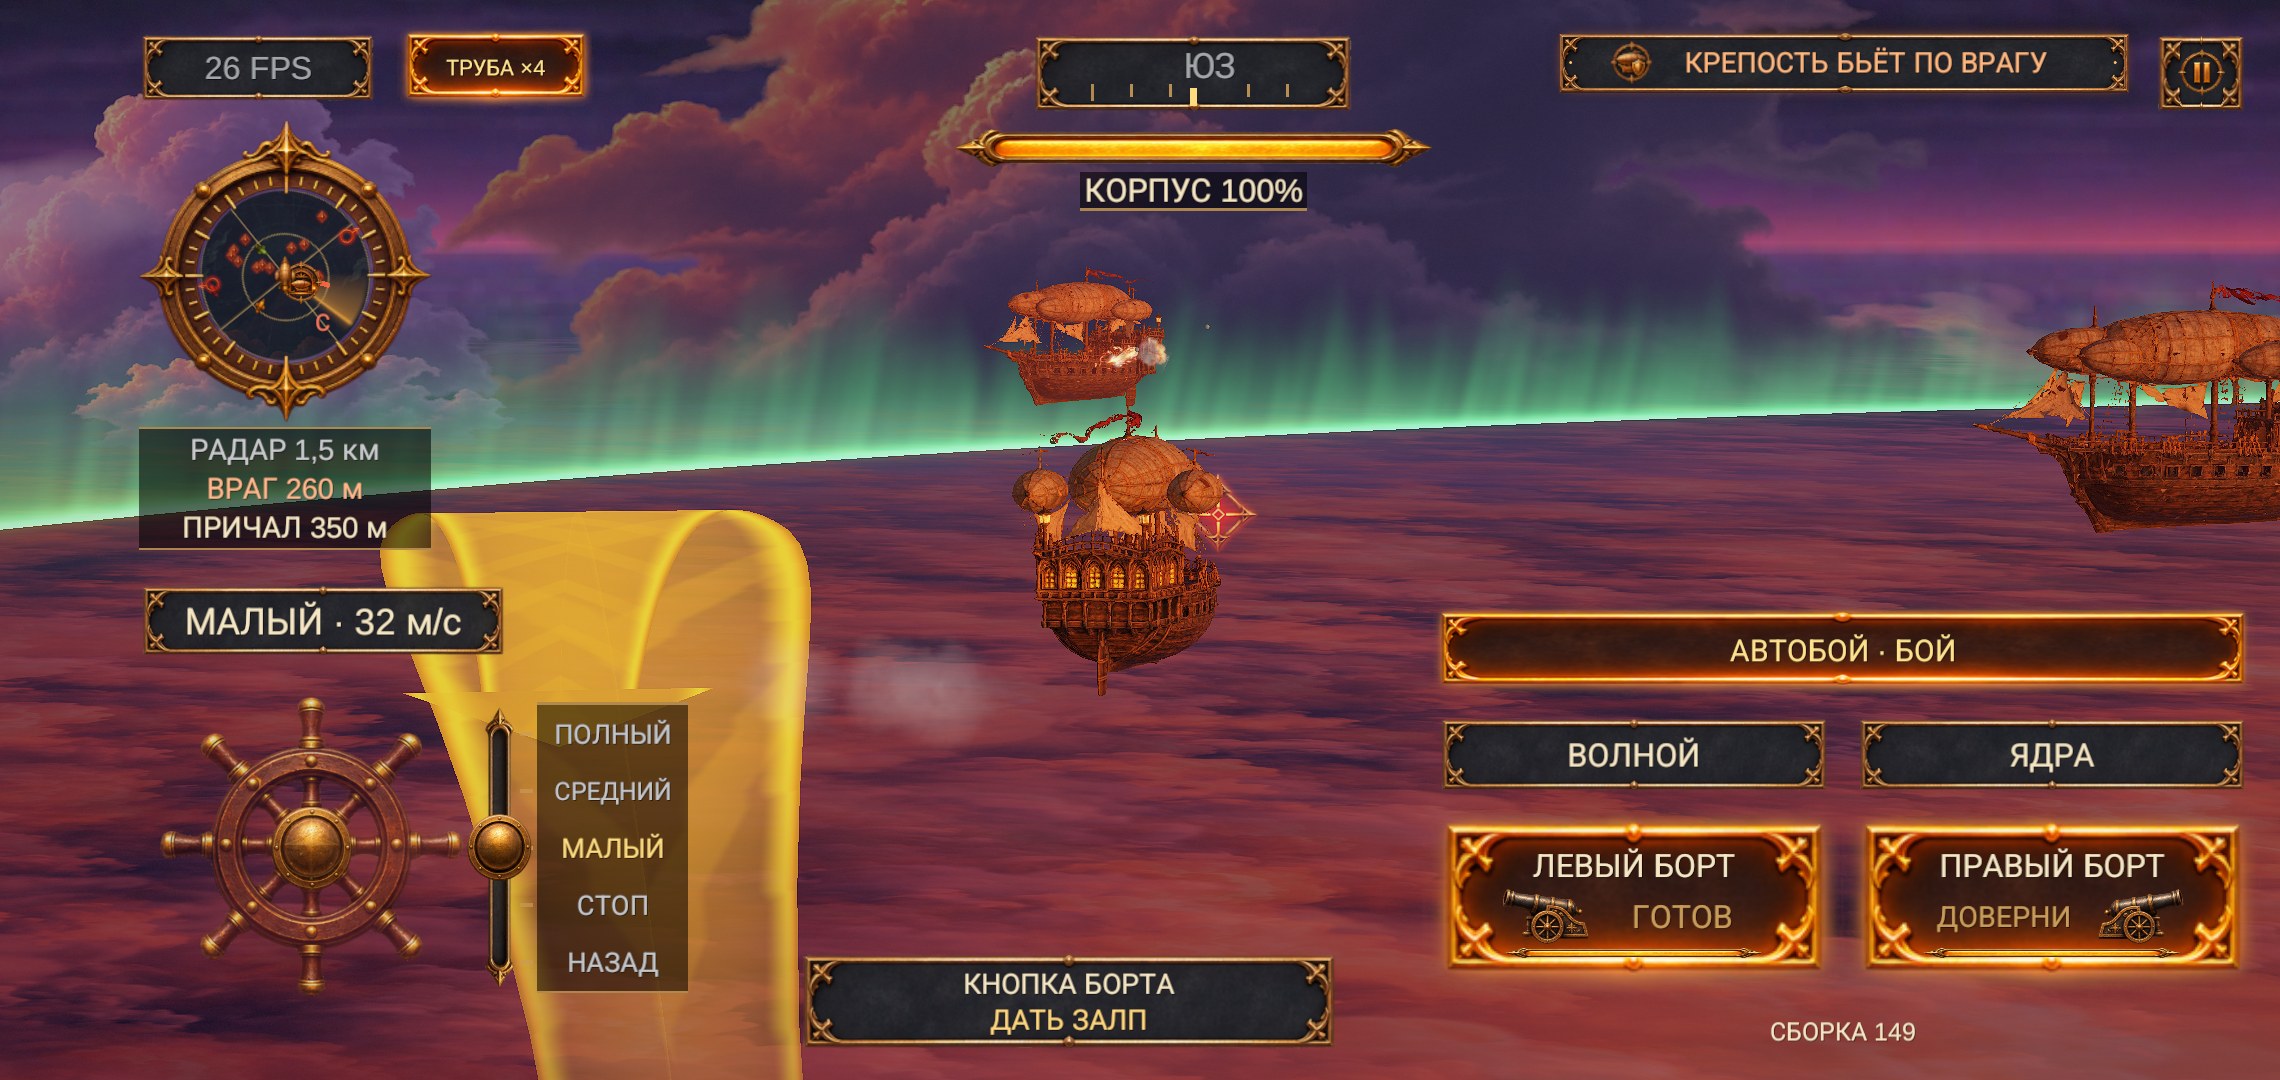 26 FPS
ТРУБА ×4
ЮЗ
КРЕПОСТЬ БЬЁТ ПО ВРАГУ
КОРПУС 100%
С
РАДАР 1,5 км
ВРАГ 260 м
ПРИЧАЛ 350 м
МАЛЫЙ · 32 м/с
ПОЛНЫЙ
СРЕДНИЙ
МАЛЫЙ
СТОП
НАЗАД
АВТОБОЙ · БОЙ
ВОЛНОЙ
ЯДРА
ЛЕВЫЙ БОРТ
ГОТОВ
ПРАВЫЙ БОРТ
ДОВЕРНИ
КНОПКА БОРТА
ДАТЬ ЗАЛП
СБОРКА 149